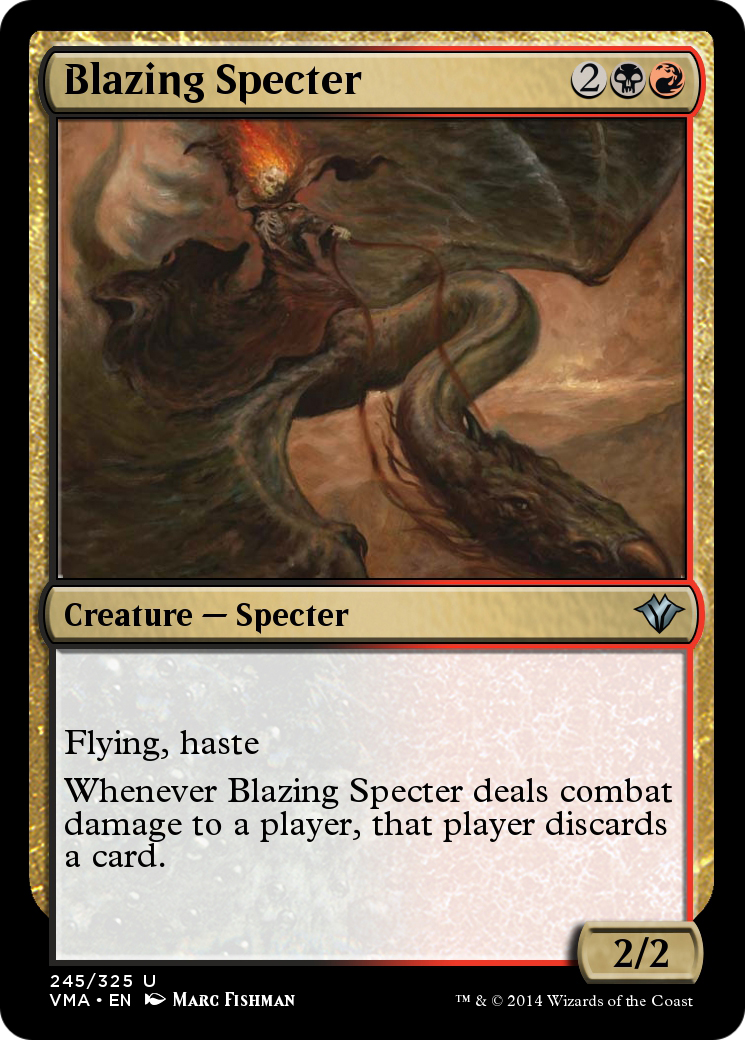 Blazing Specter 2
Creature — Specter
Flying, haste
Whenever Blazing Specter deals combat
damage to a player, that player discards
a card.
2/2
245/325 U
VMA • EN Marc Fishman
™ & © 2014 Wizards of the Coast